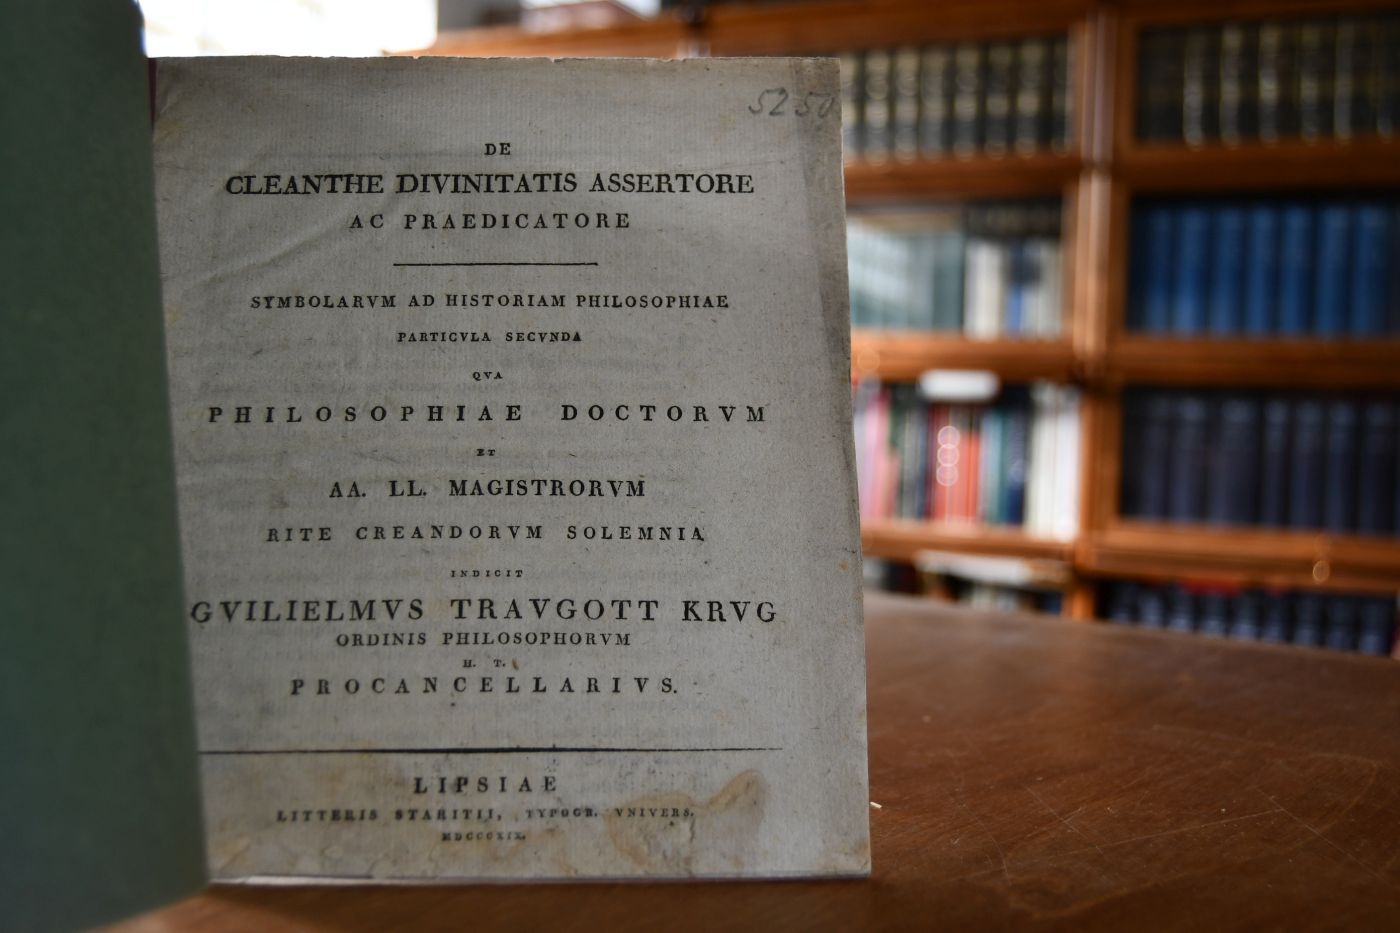 5250
DE
CLEANTHE DIVINITATIS ASSERTORE
AC PRAEDICATORE
SYMBOLARVM AD HISTORIAM PHILOSOPHIAE
PARTICVLA SECVNDA
QVA
PHILOSOPHIAE DOCTORVM
ET
AA. LL. MAGISTRORVM
RITE CREANDORVM SOLEMNIA
INDICIT
GVILIELMVS TRAVGOTT KRVG
ORDINIS PHILOSOPHORVM
H. T.
PROCANCELLARIVS.
LIPSIAE
LITTERIS STARITII, TYPOGR. VNIVERS.
MDCCCXIX.